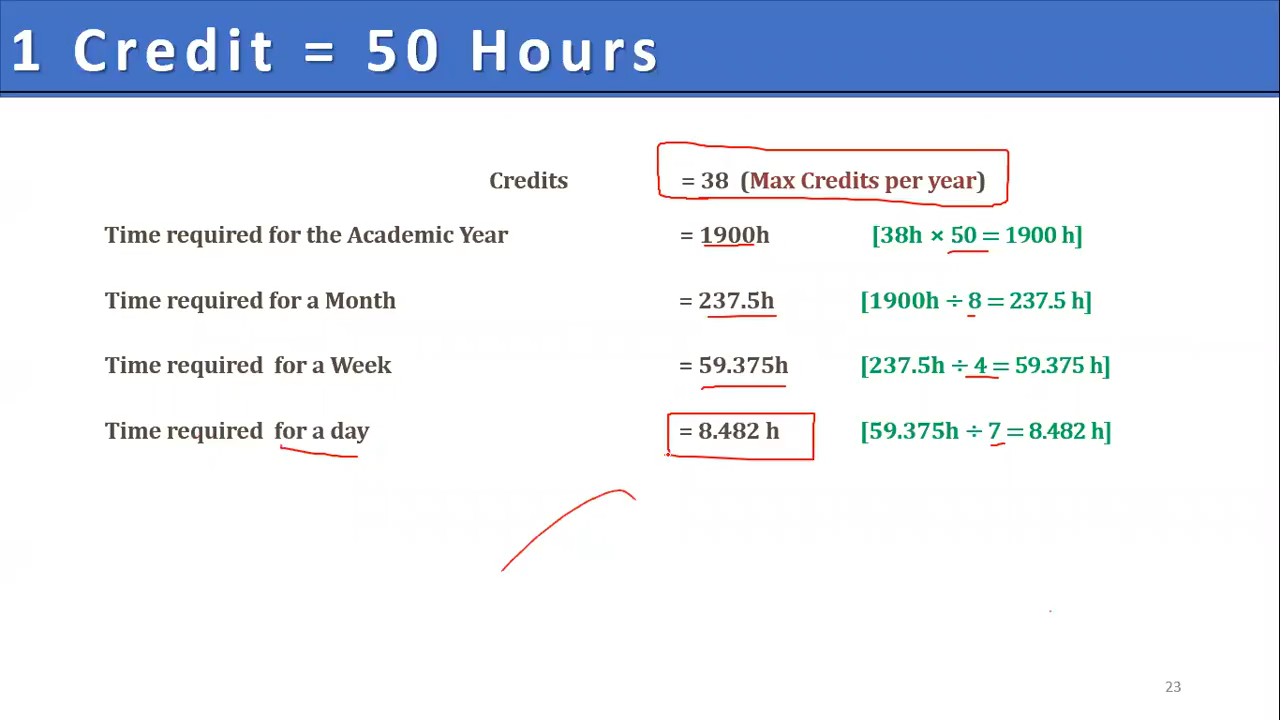 1 Credit = 50 Hours
Credits = 38 (Max Credits per year)
Time required for the Academic Year = 1900h [38h × 50 = 1900 h]
Time required for a Month = 237.5h [1900h ÷ 8 = 237.5 h]
Time required for a Week = 59.375h [237.5h ÷ 4 = 59.375 h]
Time required for a day = 8.482 h [59.375h ÷ 7 = 8.482 h]
23